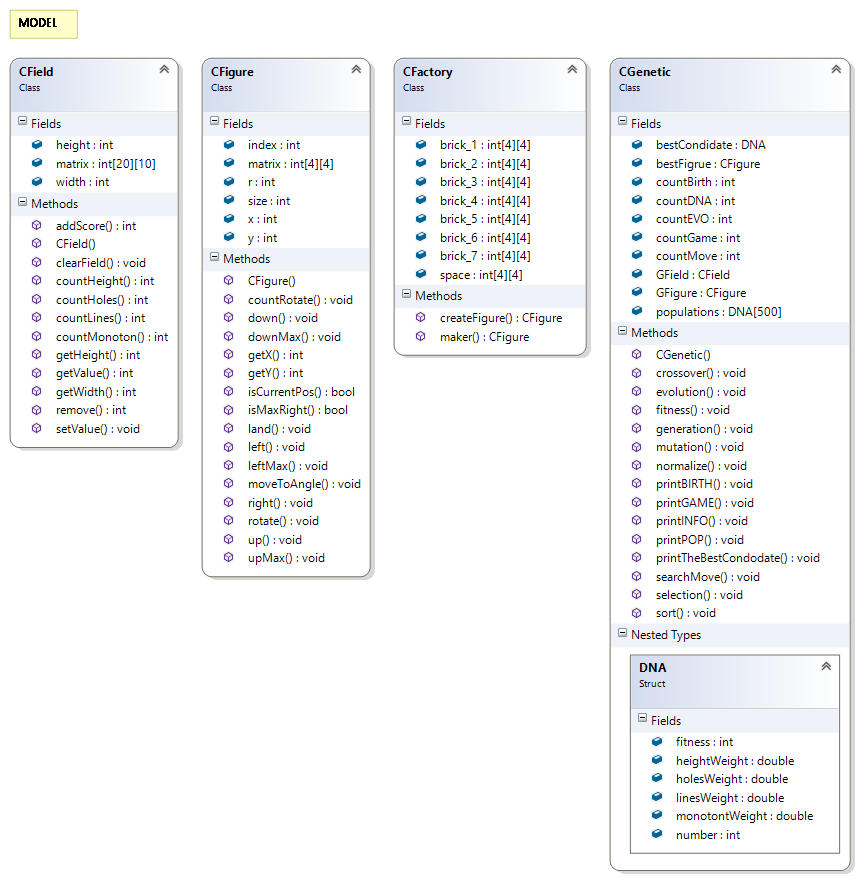 MODEL
CField
Class
Fields
height : int
matrix : int[20][10]
width : int
Methods
addScore() : int
CField()
clearField() : void
countHeight() : int
countHoles() : int
countLines() : int
countMonoton() : int
getHeight() : int
getValue() : int
getWidth() : int
remove() : int
setValue() : void
CFigure
Class
Fields
index : int
matrix : int[4][4]
r : int
size : int
x : int
y : int
Methods
CFigure()
countRotate() : void
down() : void
downMax() : void
getX() : int
getY() : int
isCurrentPos() : bool
isMaxRight() : bool
land() : void
left() : void
leftMax() : void
moveToAngle() : void
right() : void
rotate() : void
up() : void
upMax() : void
CFactory
Class
Fields
brick_1 : int[4][4]
brick_2 : int[4][4]
brick_3 : int[4][4]
brick_4 : int[4][4]
brick_5 : int[4][4]
brick_6 : int[4][4]
brick_7 : int[4][4]
space : int[4][4]
Methods
createFigure() : CFigure
maker() : CFigure
CGenetic
Class
Fields
bestCondidate : DNA
bestFigrue : CFigure
countBirth : int
countDNA : int
countEVO : int
countGame : int
countMove : int
GField : CField
GFigure : CFigure
populations : DNA[500]
Methods
CGenetic()
crossover() : void
evolution() : void
fitness() : void
generation() : void
mutation() : void
normalize() : void
printBIRTH() : void
printGAME() : void
printINFO() : void
printPOP() : void
printTheBestCondodate() : void
searchMove() : void
selection() : void
sort() : void
Nested Types
DNA
Struct
Fields
fitness : int
heightWeight : double
holesWeight : double
linesWeight : double
monotontWeight : double
number : int